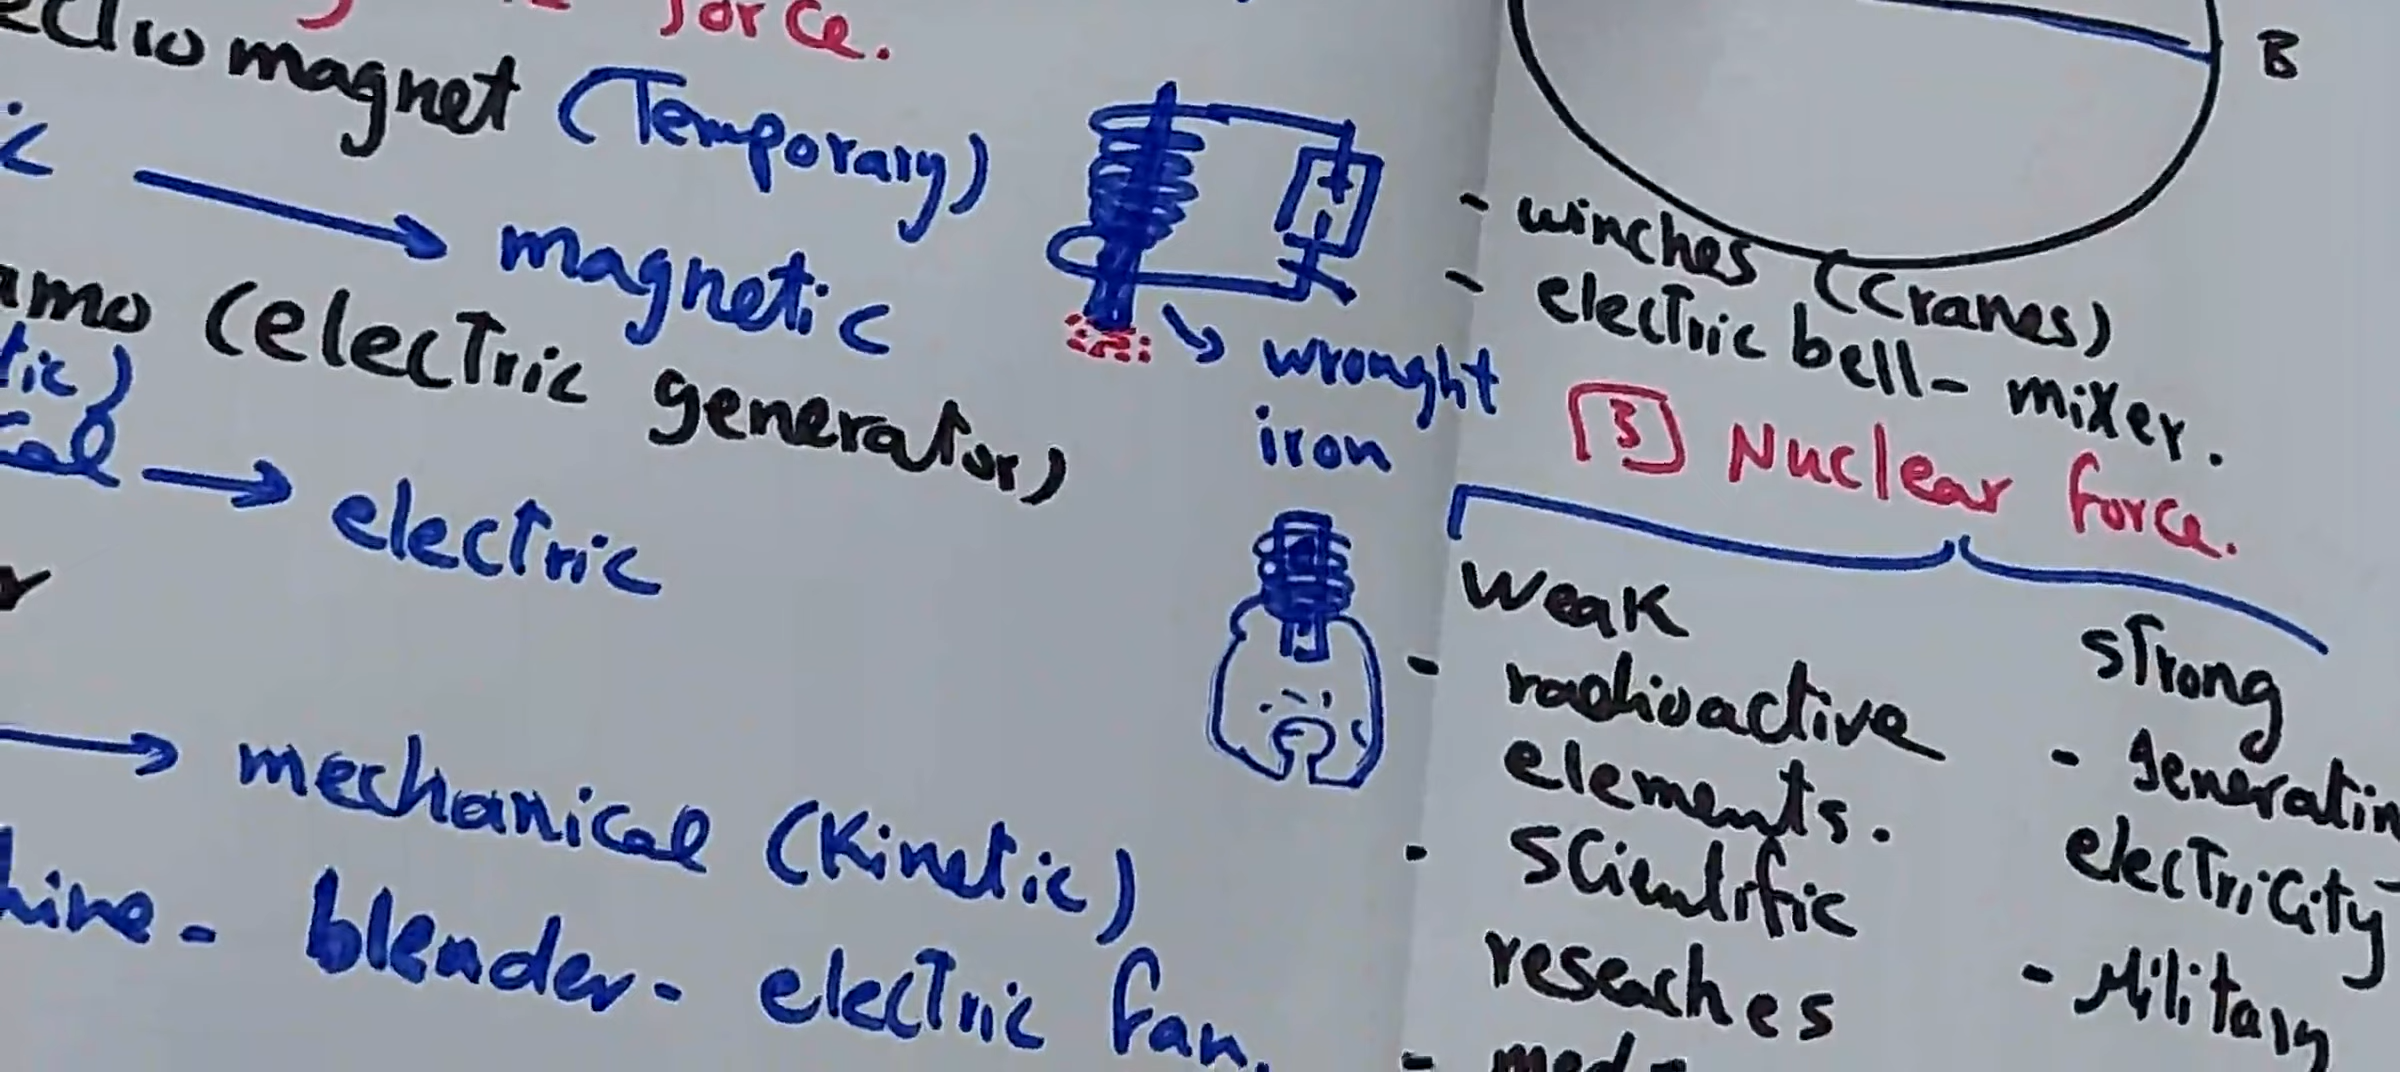 force.
magnet (Temporary)
magnetic
(electric generator)
electric
mechanical (Kinetic)
blender- electric fan.
wrought
iron
B
- winches (Cranes)
- electric bell- mixer.
3 Nuclear force.
weak
- radioactive
elements.
- Scientific
reseaches
strong
- generatin
electricity
- Military